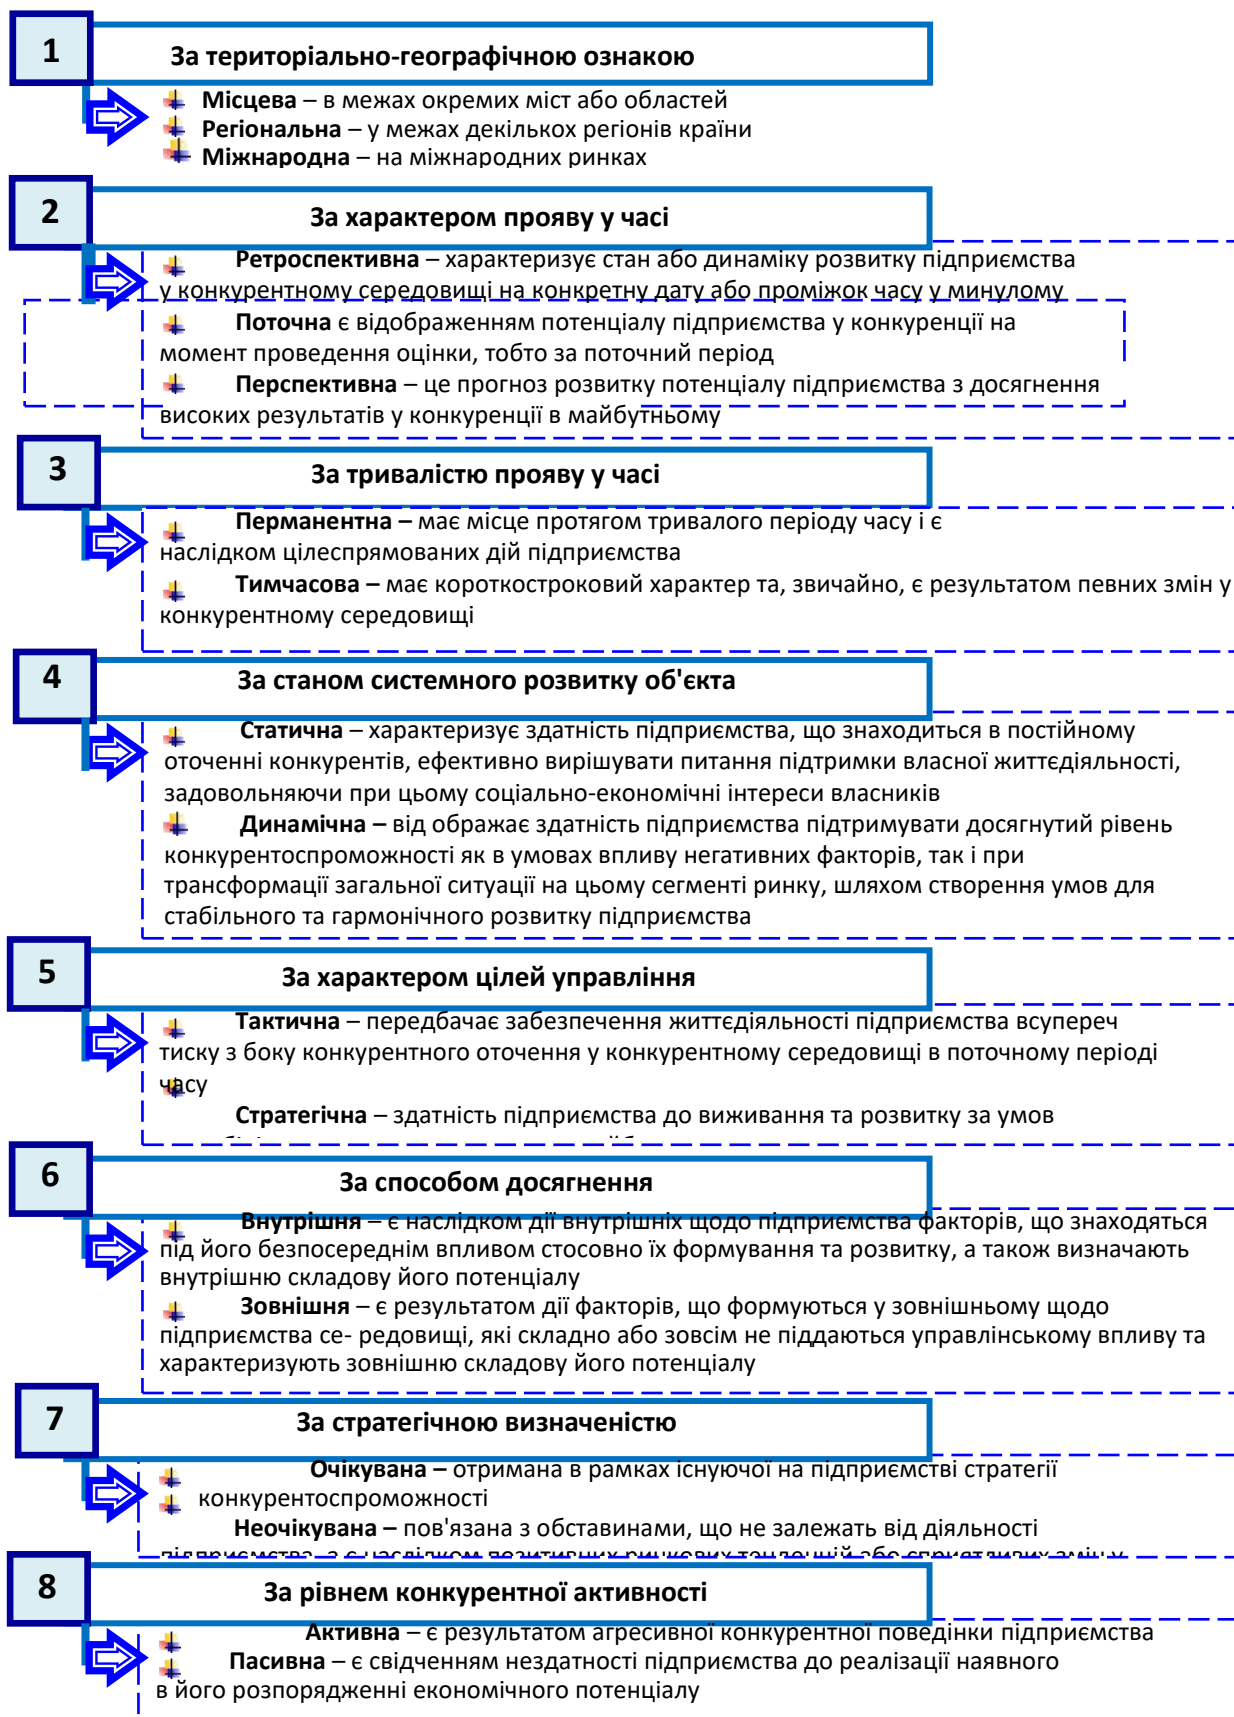 1
За територіально-географічною ознакою
Місцева – в межах окремих міст або областей
Регіональна – у межах декількох регіонів країни
Міжнародна – на міжнародних ринках
2
За характером прояву у часі
Ретроспективна – характеризує стан або динаміку розвитку підприємства
у конкурентному середовищі на конкретну дату або проміжок часу у минулому
Поточна є відображенням потенціалу підприємства у конкуренції на
момент проведення оцінки, тобто за поточний період
Перспективна – це прогноз розвитку потенціалу підприємства з досягнення
високих результатів у конкуренції в майбутньому
3
За тривалістю прояву у часі
Перманентна – має місце протягом тривалого періоду часу і є
наслідком цілеспрямованих дій підприємства
Тимчасова – має короткостроковий характер та, звичайно, є результатом певних змін у
конкурентному середовищі
4
За станом системного розвитку об'єкта
Статична – характеризує здатність підприємства, що знаходиться в постійному
оточенні конкурентів, ефективно вирішувати питання підтримки власної життєдіяльності,
задовольняючи при цьому соціально-економічні інтереси власників
Динамічна – від ображає здатність підприємства підтримувати досягнутий рівень
конкурентоспроможності як в умовах впливу негативних факторів, так і при
трансформації загальної ситуації на цьому сегменті ринку, шляхом створення умов для
стабільного та гармонічного розвитку підприємства
5
За характером цілей управління
Тактична – передбачає забезпечення життєдіяльності підприємства всупереч
тиску з боку конкурентного оточення у конкурентному середовищі в поточному періоді
часу
Стратегічна – здатність підприємства до виживання та розвитку за умов
6
За способом досягнення
Внутрішня – є наслідком дії внутрішніх щодо підприємства факторів, що знаходяться
під його безпосереднім впливом стосовно їх формування та розвитку, а також визначають
внутрішню складову його потенціалу
Зовнішня – є результатом дії факторів, що формуються у зовнішньому щодо
підприємства се- редовищі, які складно або зовсім не піддаються управлінському впливу та
характеризують зовнішню складову його потенціалу
7
За стратегічною визначеністю
Очікувана – отримана в рамках існуючої на підприємстві стратегії
конкурентоспроможності
Неочікувана – пов'язана з обставинами, що не залежать від діяльності
підприємства, а є наслідком позитивних ринкових тенденцій або сприятливих змін у
8
За рівнем конкурентної активності
Активна – є результатом агресивної конкурентної поведінки підприємства
Пасивна – є свідченням нездатності підприємства до реалізації наявного
в його розпорядженні економічного потенціалу